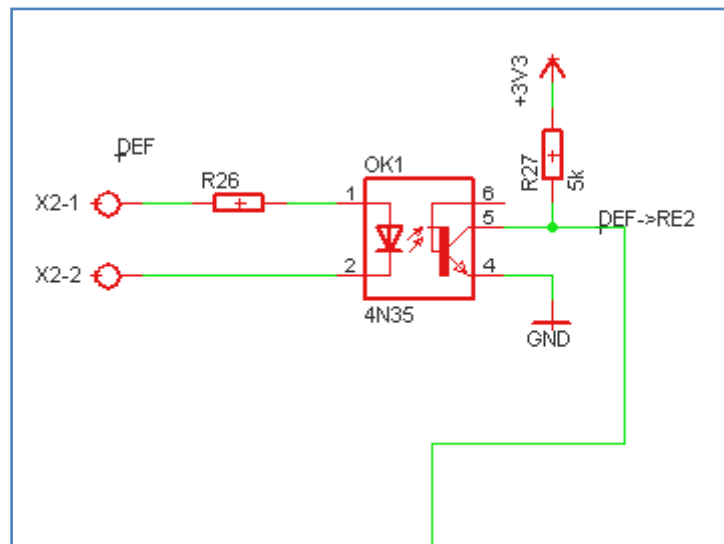 +3V3
DEF
R27
5k
OK1
R26
X2-1
1
6
5
DEF->RE2
X2-2
2
4
4N35
GND